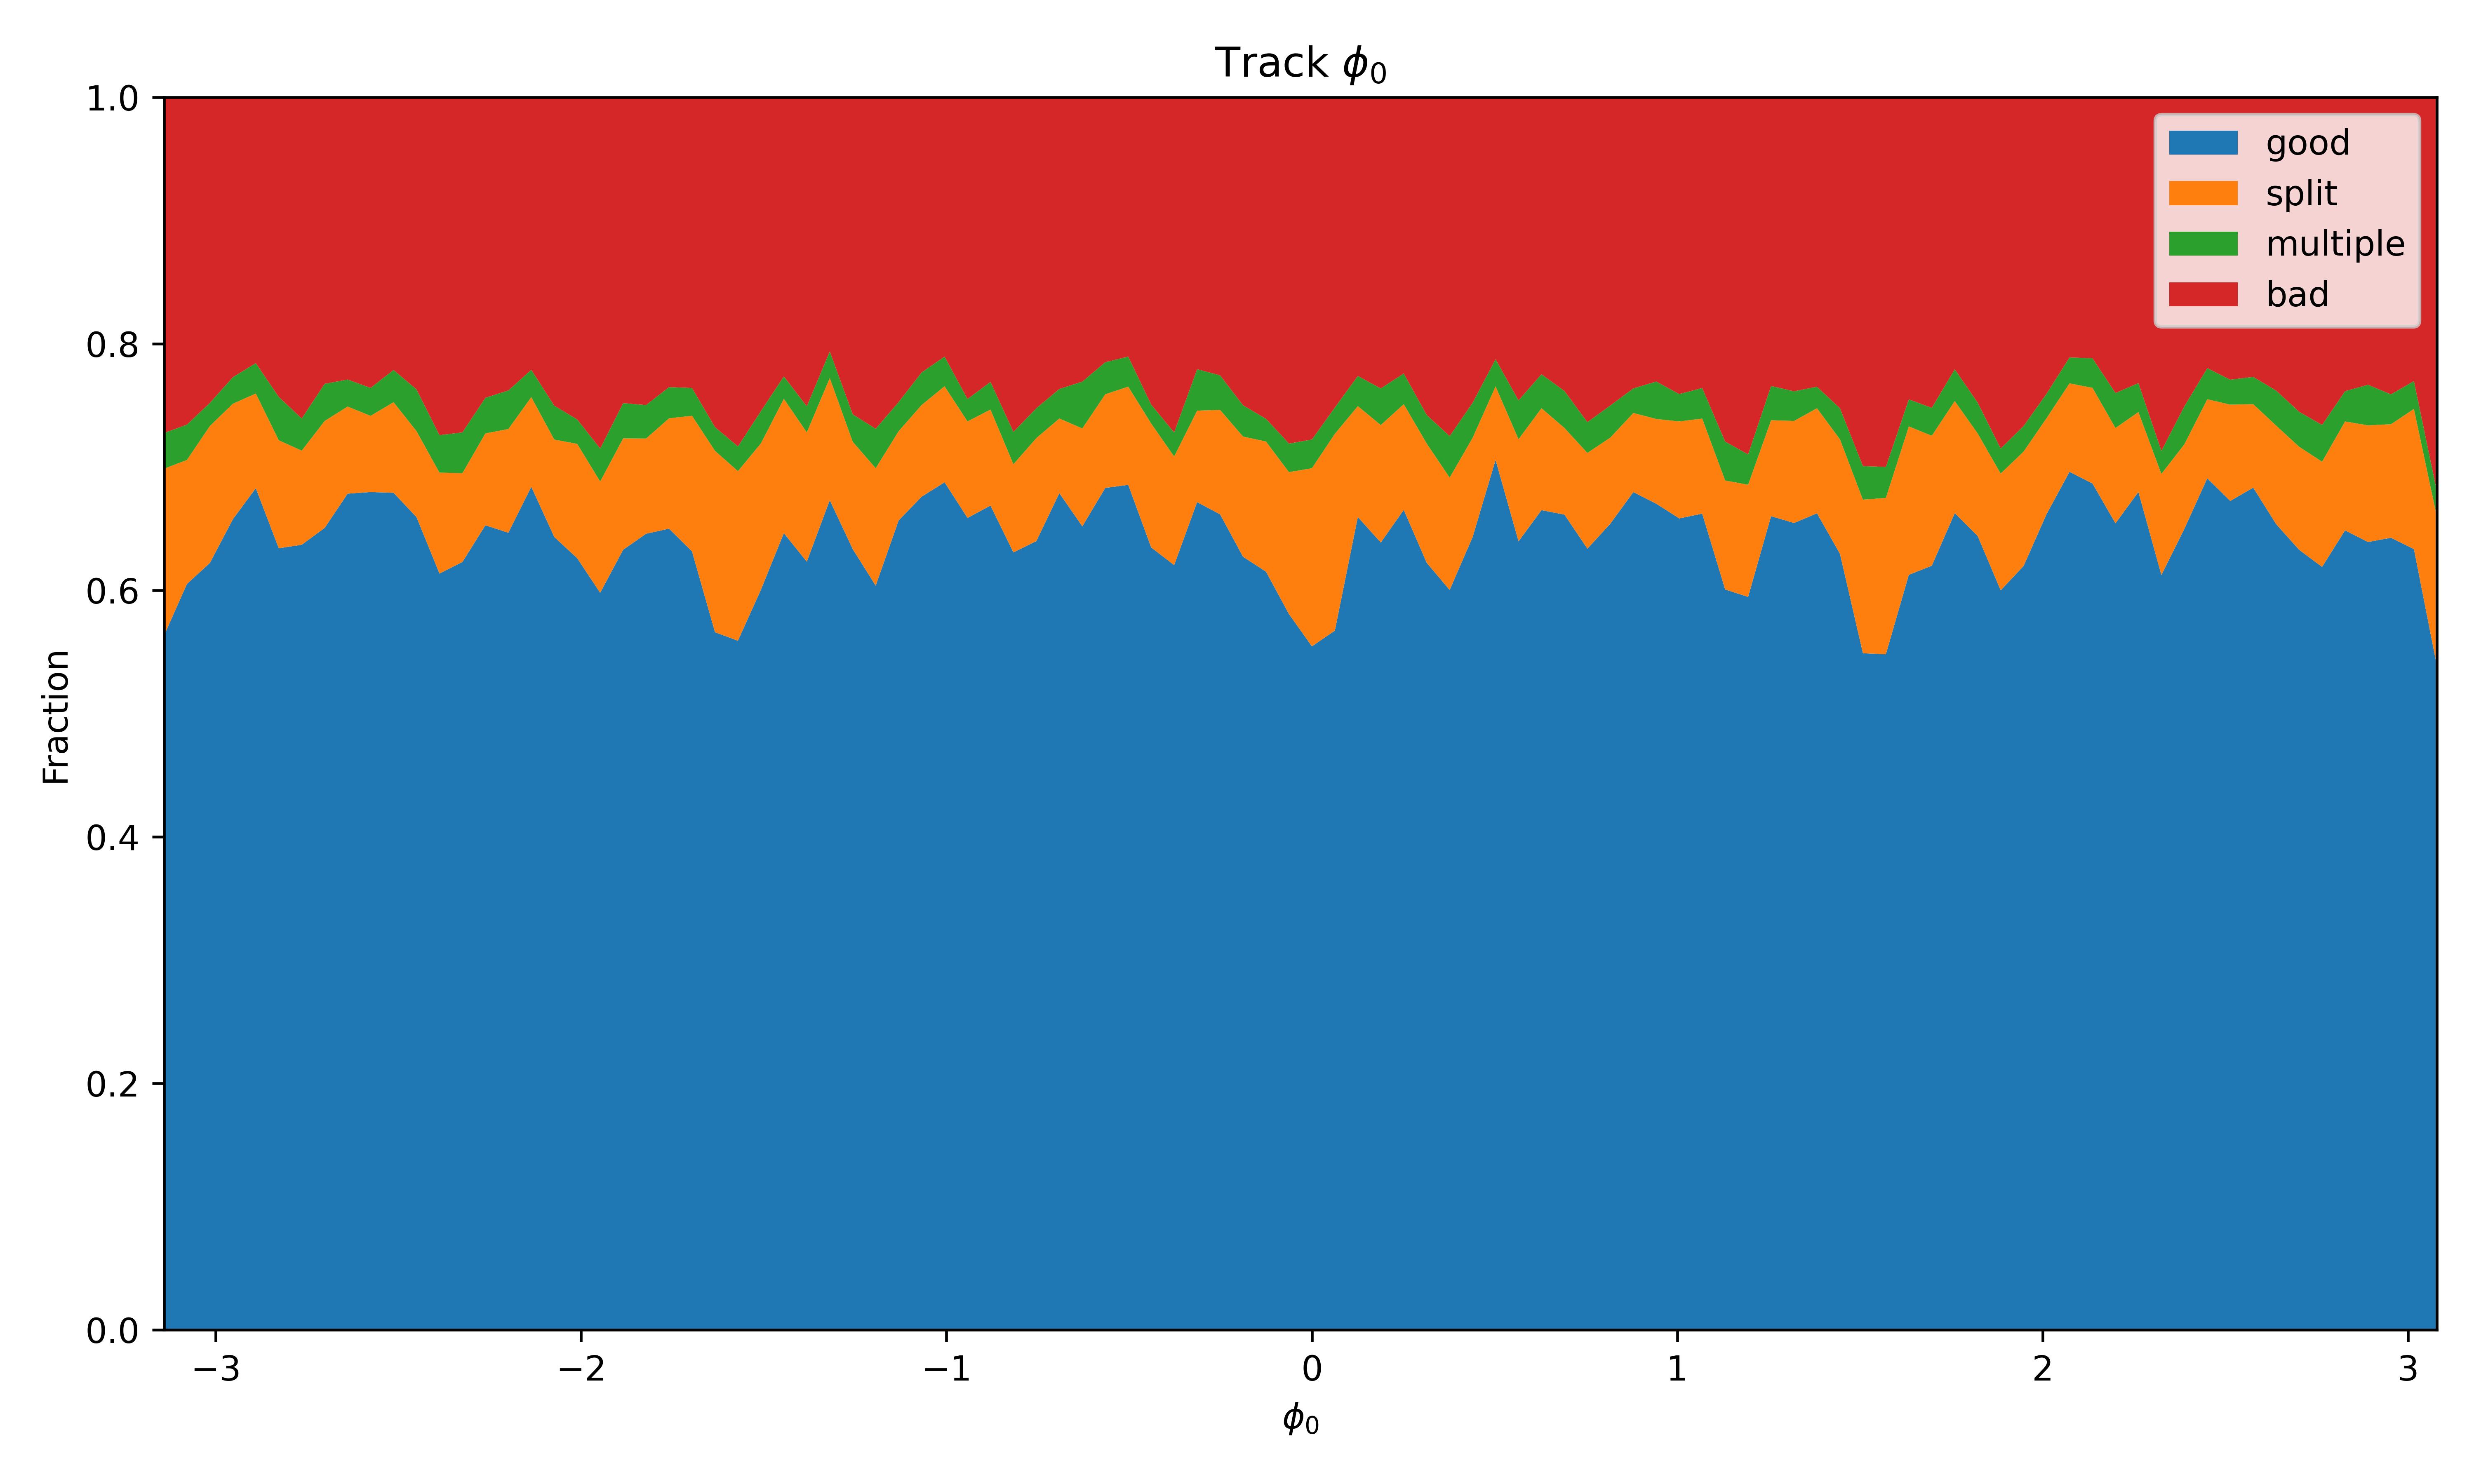 Track ϕ₀
1.0
0.8
0.6
0.4
0.2
0.0
Fraction
good
split
multiple
bad
−3 −2 −1 0 1 2 3
ϕ₀